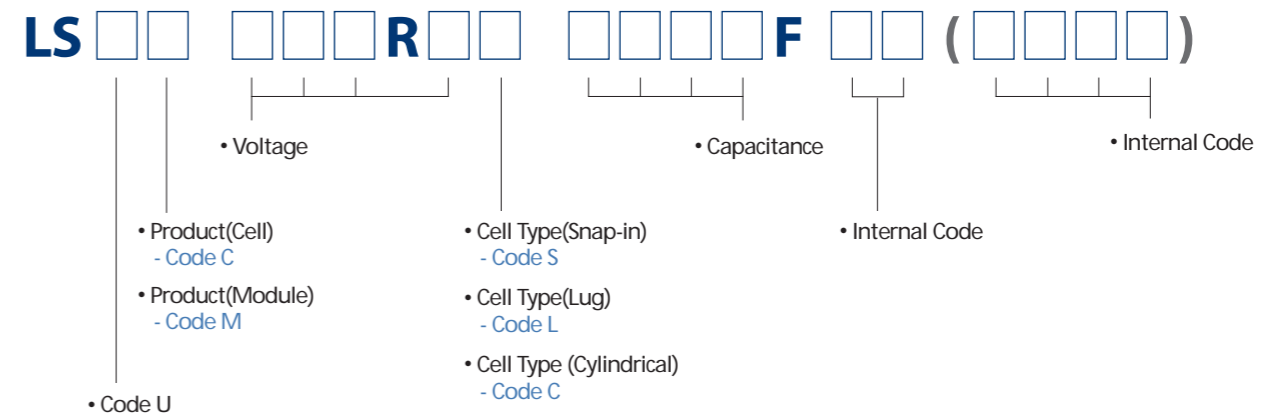 LS□□ □□□R□□ □□□□F □□ (□□□□)
• Voltage
• Capacitance
• Internal Code
• Product(Cell)
- Code C
• Product(Module)
- Code M
• Cell Type(Snap-in)
- Code S
• Cell Type(Lug)
- Code L
• Cell Type (Cylindrical)
- Code C
• Internal Code
• Code U